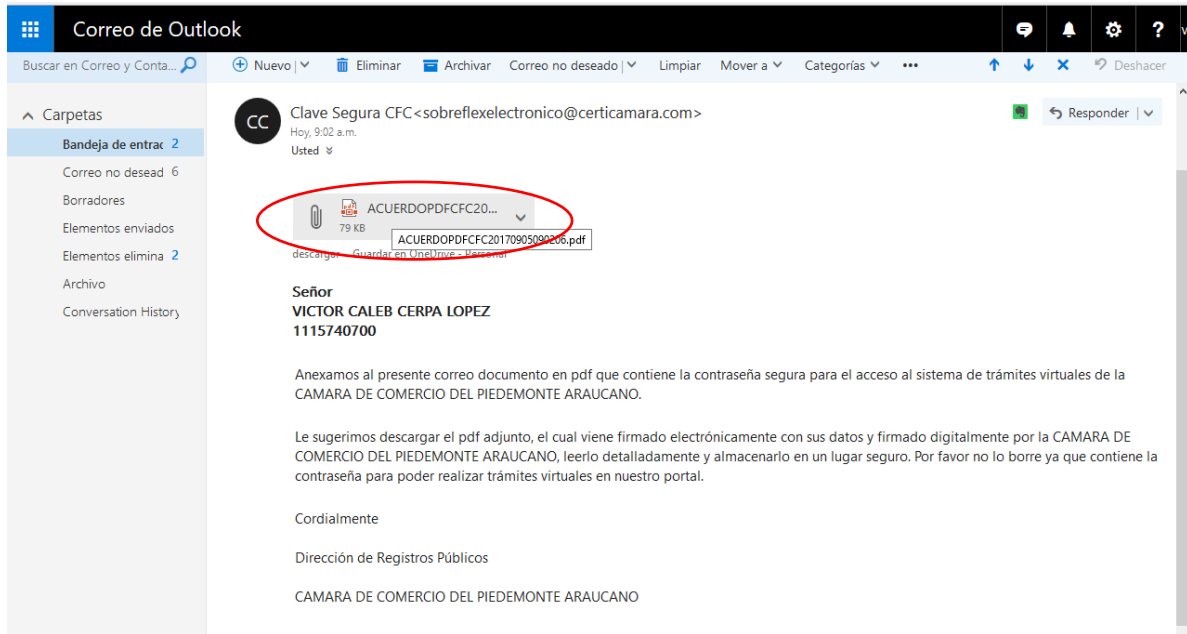 Correo de Outlook
?
Buscar en Correo y Conta...
Nuevo | Eliminar Archivar Correo no deseado | Limpiar Mover a Categorías ••• Deshacer
Carpetas
Bandeja de entrac 2
Correo no desead 6
Borradores
Elementos enviados
Elementos elimina 2
Archivo
Conversation History
CC
Clave Segura CFC<sobreflexelectronico@certicamara.com>
Responder |
Hoy, 9:02 a.m.
Usted
ACUERDOPDFCFC20...
79 KB
ACUERDOPDFCFC20170905090206.pdf
descargar Guardar en OneDrive - Personal
Señor
VICTOR CALEB CERPA LOPEZ
1115740700
Anexamos al presente correo documento en pdf que contiene la contraseña segura para el acceso al sistema de trámites virtuales de la
CAMARA DE COMERCIO DEL PIEDEMONTE ARAUCANO.
Le sugerimos descargar el pdf adjunto, el cual viene firmado electrónicamente con sus datos y firmado digitalmente por la CAMARA DE
COMERCIO DEL PIEDEMONTE ARAUCANO, leerlo detalladamente y almacenarlo en un lugar seguro. Por favor no lo borre ya que contiene la
contraseña para poder realizar trámites virtuales en nuestro portal.
Cordialmente
Dirección de Registros Públicos
CAMARA DE COMERCIO DEL PIEDEMONTE ARAUCANO